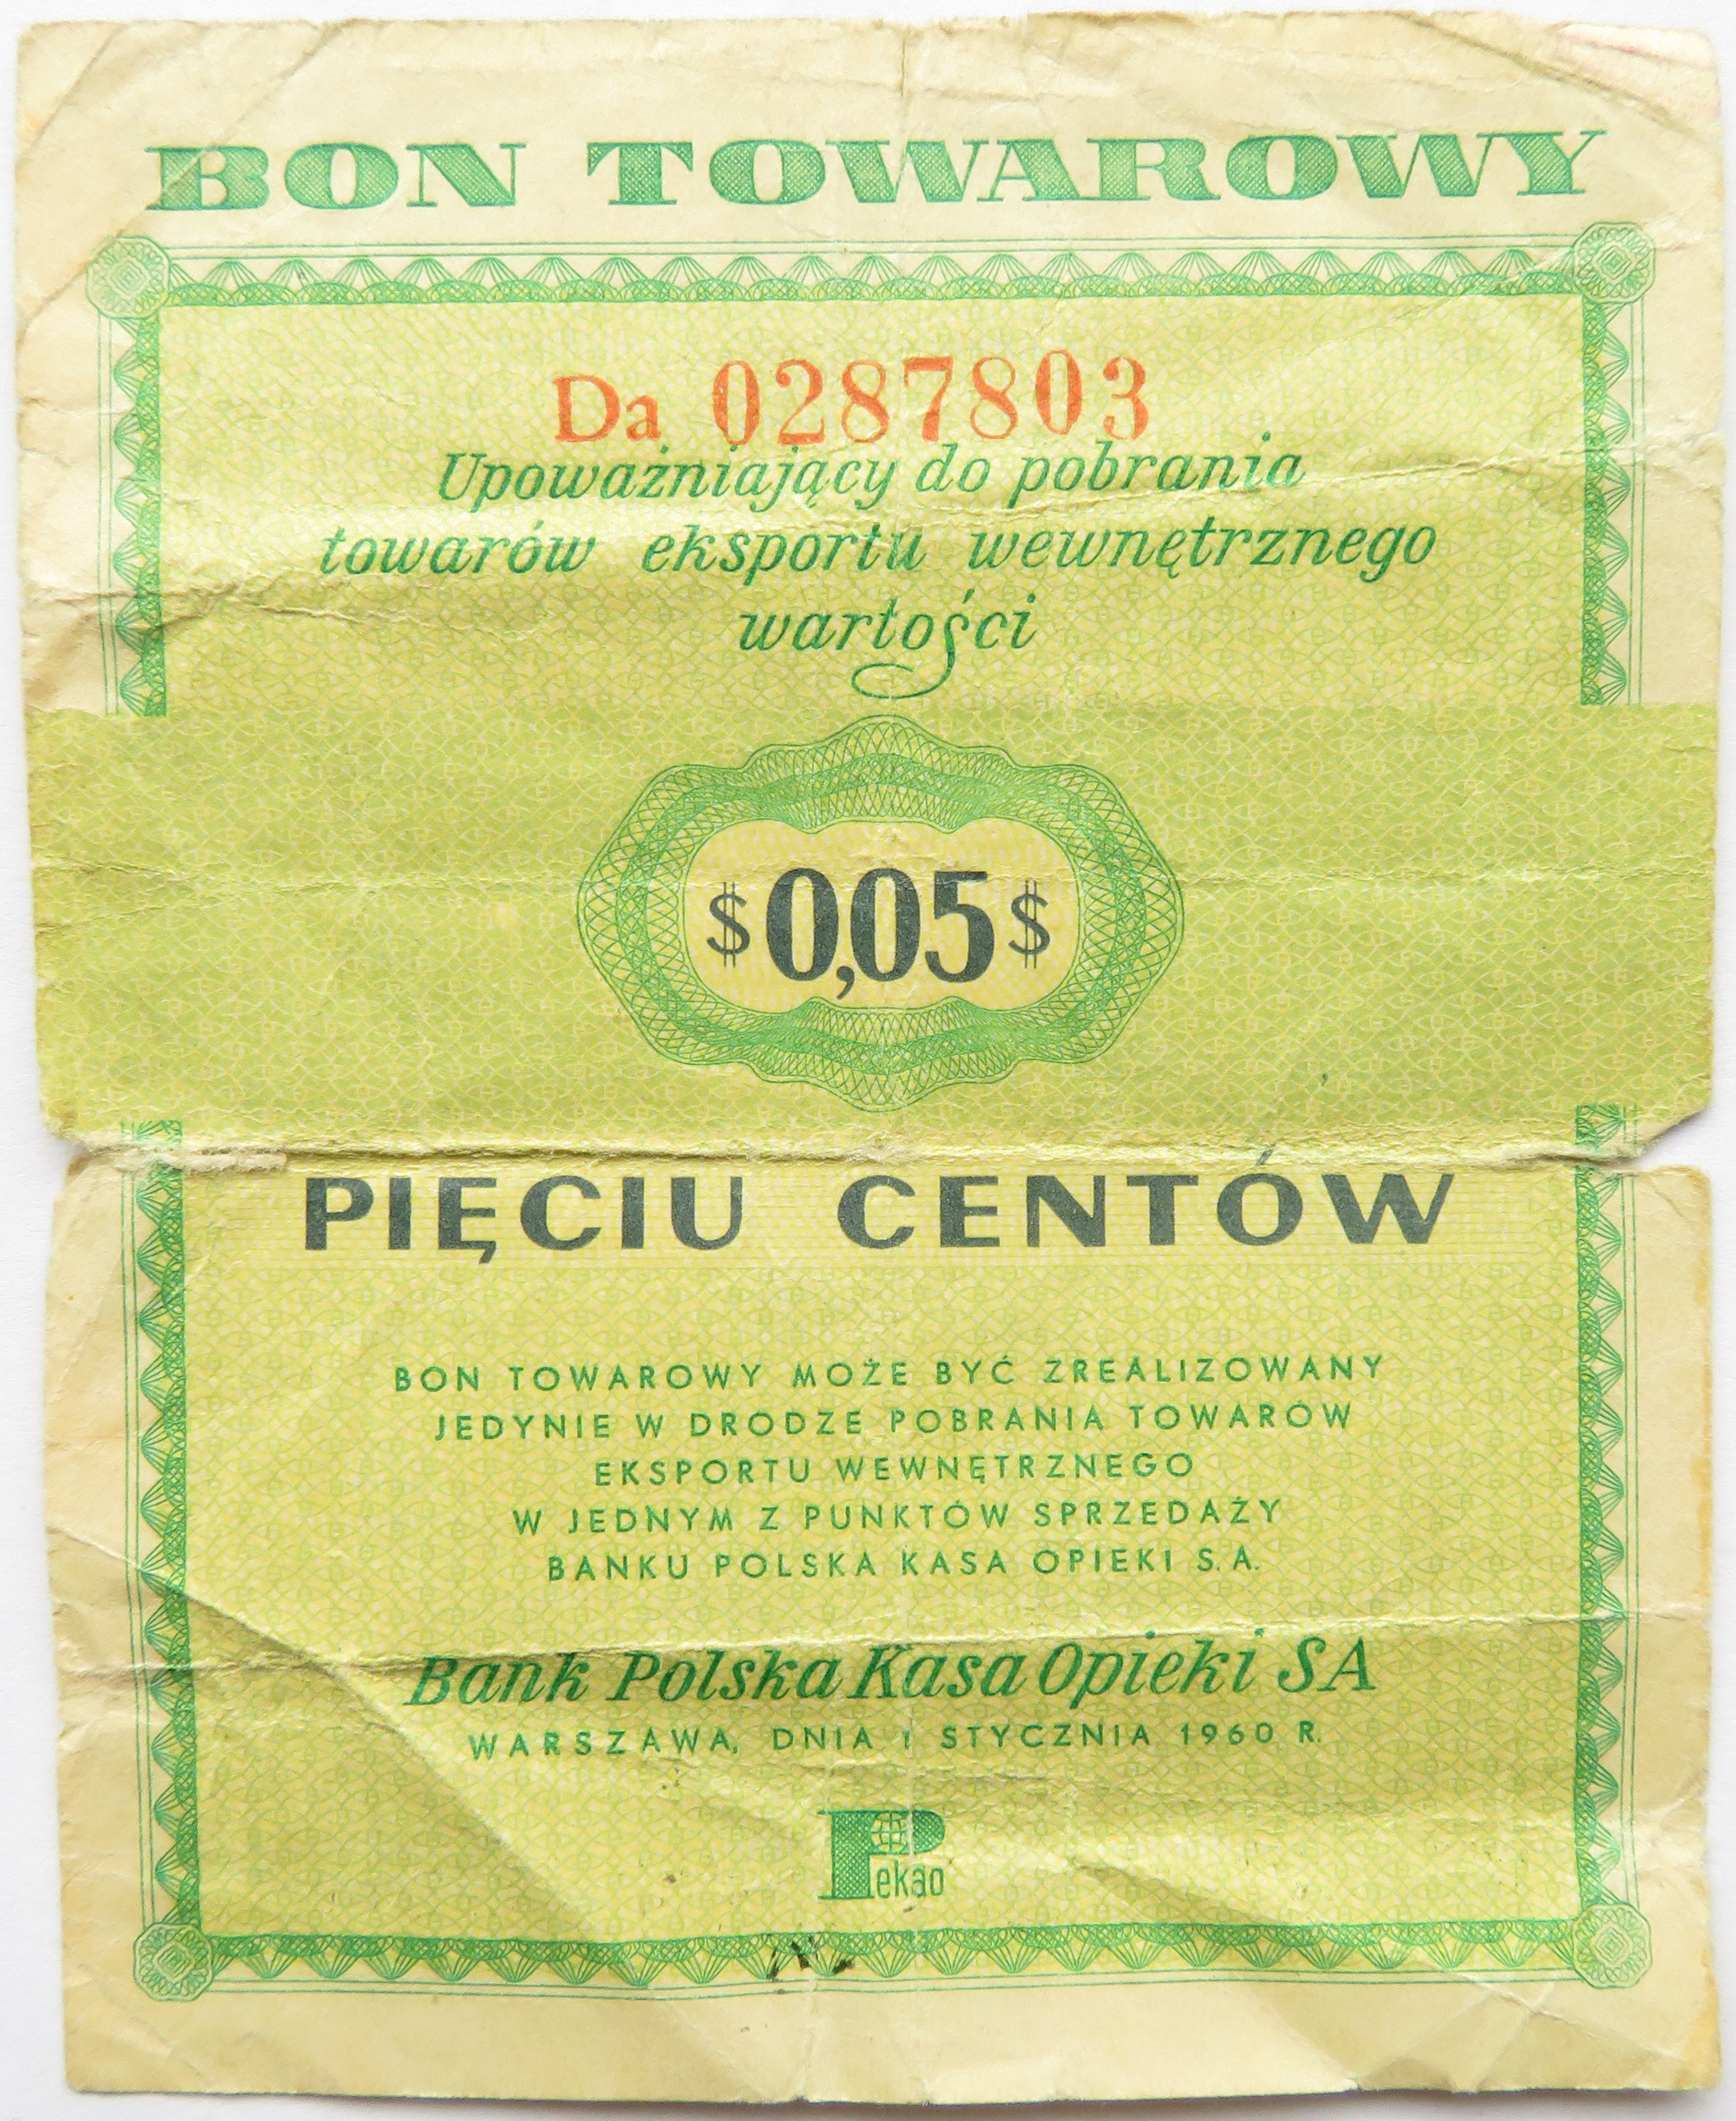 BON TOWAROWY
Da 0287803
Upoważniający do pobrania
towarów eksportu wewnętrznego
wartości
$0,05$
PIĘCIU CENTÓW
BON TOWAROWY MOŻE BYĆ ZREALIZOWANY
JEDYNIE W DRODZE POBRANIA TOWARÓW
EKSPORTU WEWNĘTRZNEGO
W JEDNYM Z PUNKTÓW SPRZEDAŻY
BANKU POLSKA KASA OPIEKI S.A.
Bank Polska Kasa Opieki SA
WARSZAWA, DNIA 1 STYCZNIA 1960 R.
Pekao